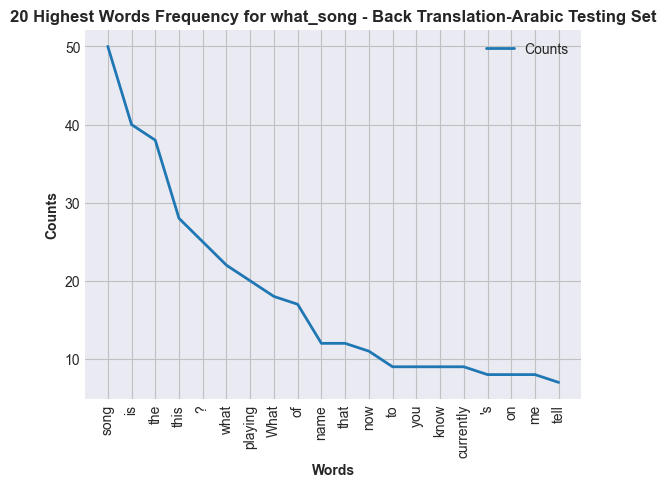 20 Highest Words Frequency for what_song - Back Translation-Arabic Testing Set
Counts
50
40
30
20
10
Counts
song
is
the
this
?
what
playing
What
of
name
that
now
to
you
know
currently
's
on
me
tell
Words